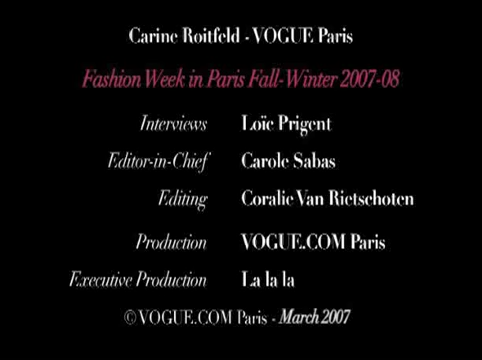 Carine Roitfeld - VOGUE Paris
Fashion Week in Paris Fall-Winter 2007-08
Interviews Loïc Prigent
Editor-in-Chief Carole Sabas
Editing Coralie Van Rietschoten
Production VOGUE.COM Paris
Executive Production La la la
© VOGUE.COM Paris - March 2007